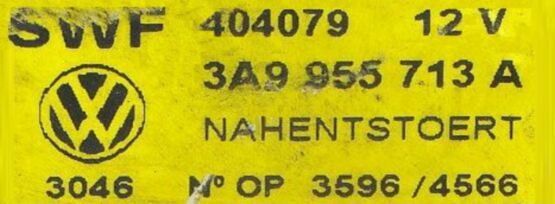 SWF 404079 12 V
3A9 955 713 A
NAHENTSTOERT
3046 Nº OP 3596/4566